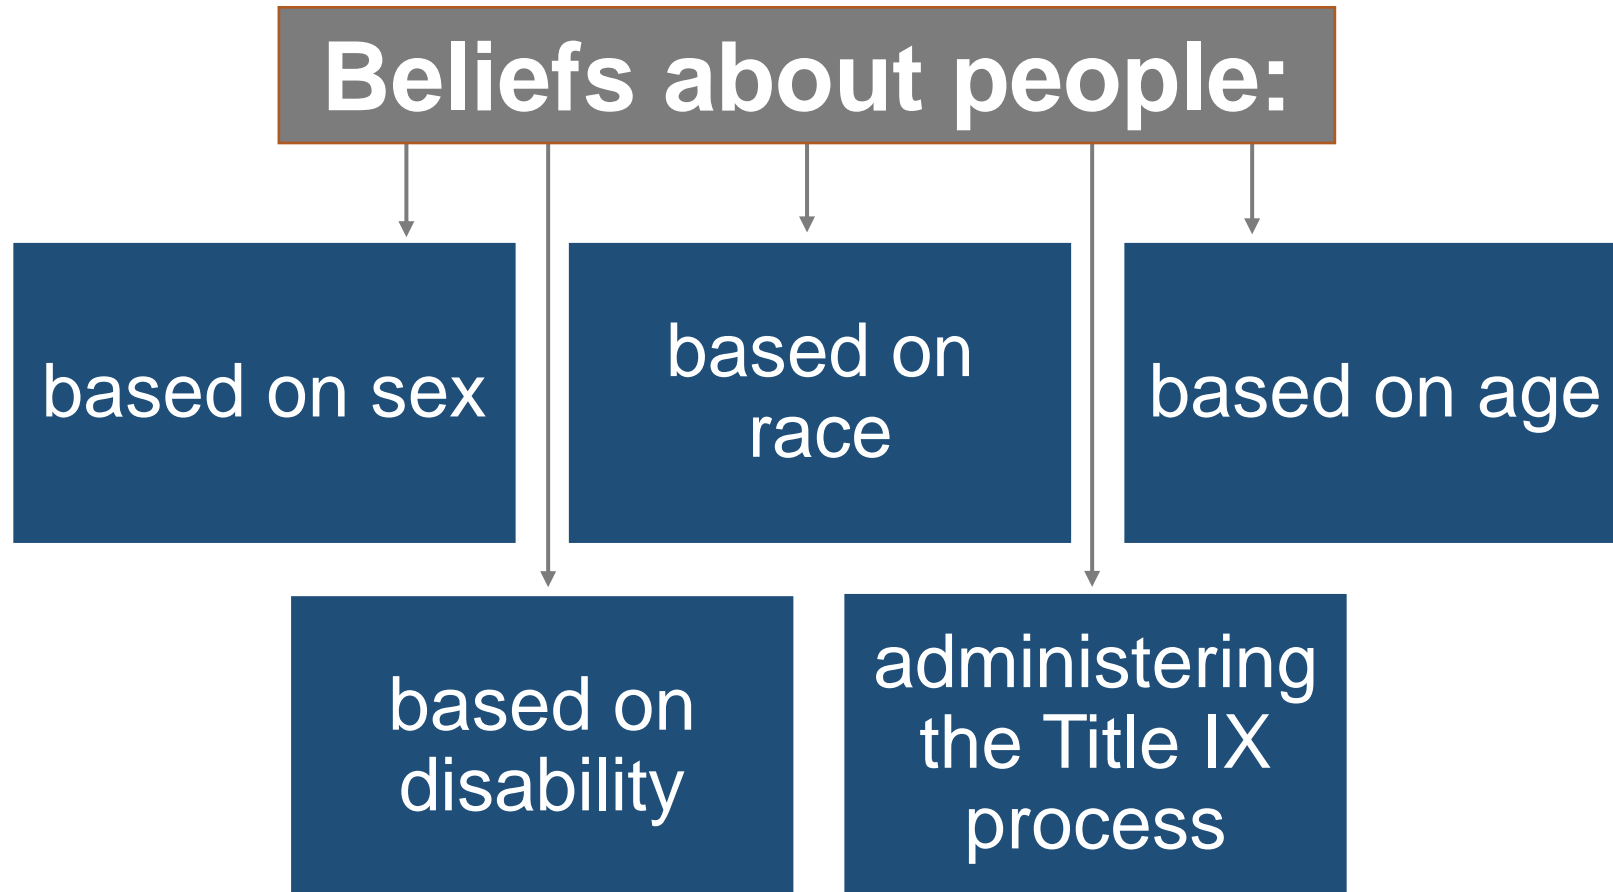 Beliefs about people:
based on sex
based on
race
based on age
based on
disability
administering
the Title IX
process